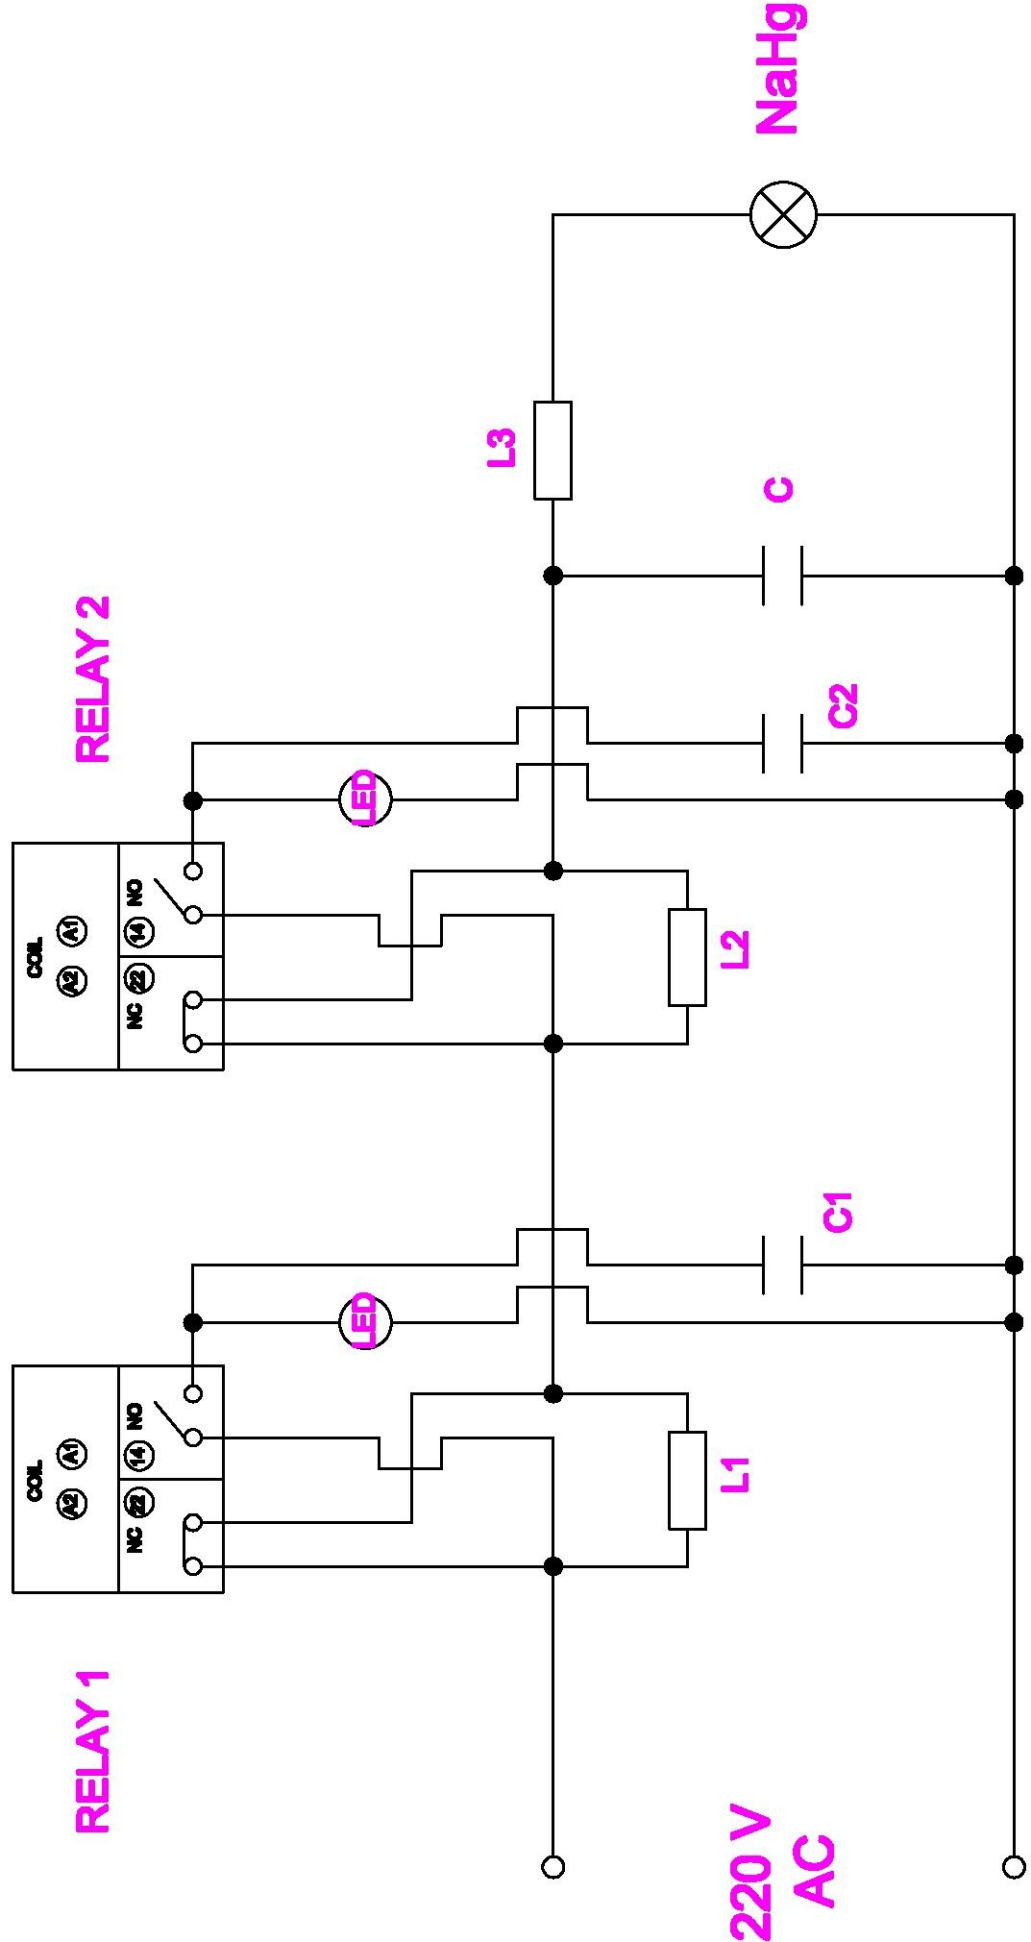 RELAY 1
RELAY 2
COIL
A2
A1
NC
22
14
NO
COIL
A2
A1
NC
22
14
NO
LED
LED
L3
NaHg
L1
L2
C
C1
C2
220 V
AC